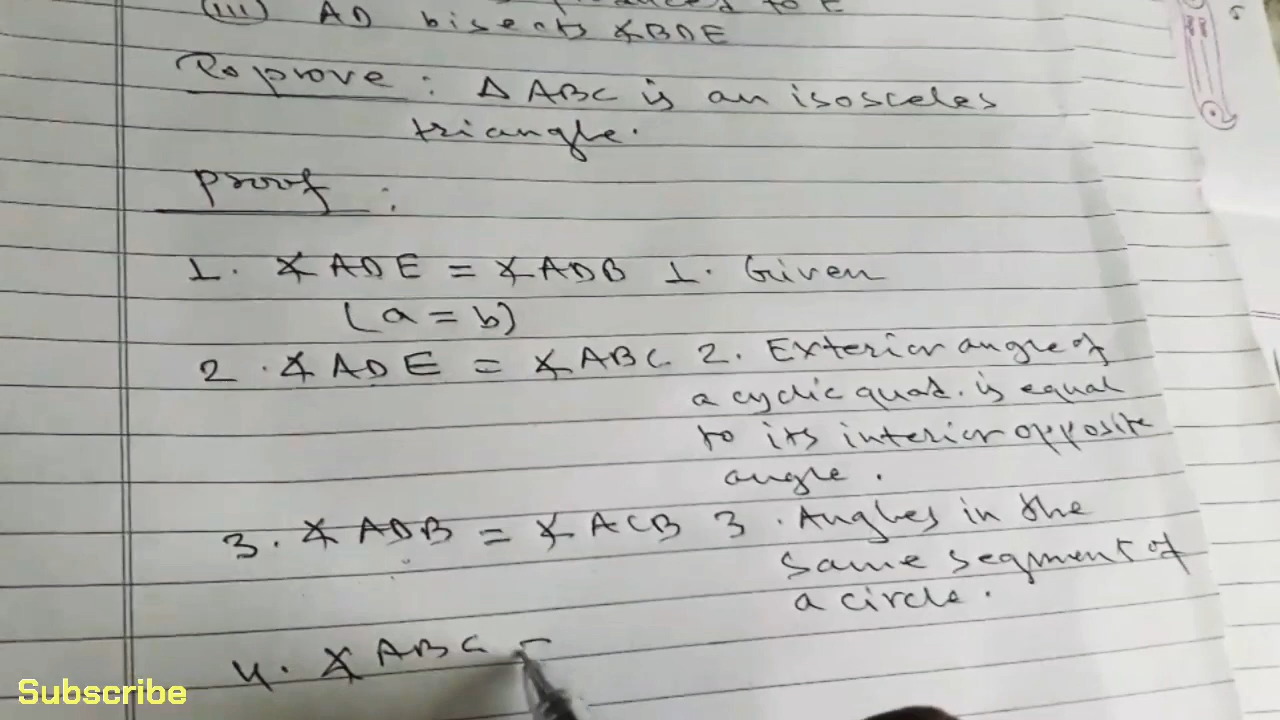 (iii) AD bisects ∠BDE
To prove : Δ ABC is an isosceles
triangle.
Proof :
1. ∠ADE = ∠ADB 1. Given
(a = b)
2. ∠ADE = ∠ABC 2. Exterior angle of
a cyclic quad. is equal
to its interior opposite
angle.
3. ∠ADB = ∠ACB 3. Angles in the
same segment of
a circle.
4. ∠ABC
Subscribe